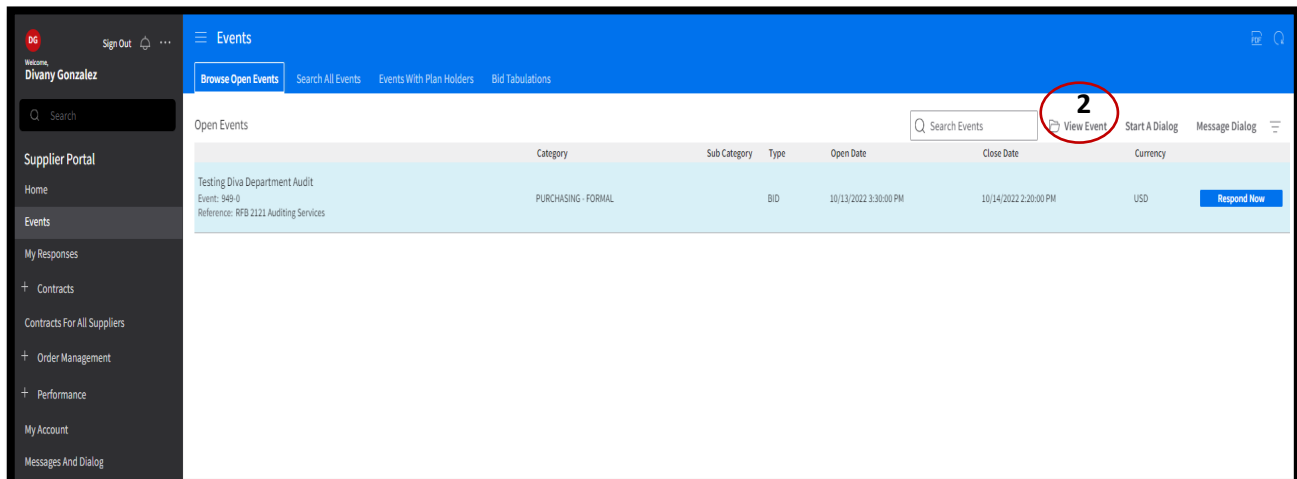 DG
Sign Out
Welcome,
Divany Gonzalez
Search
Supplier Portal
Home
Events
My Responses
+ Contracts
Contracts For All Suppliers
+ Order Management
+ Performance
My Account
Messages And Dialog
Events
PDF
Browse Open Events Search All Events Events With Plan Holders Bid Tabulations
2
Open Events Search Events View Event Start A Dialog Message Dialog
Category Sub Category Type Open Date Close Date Currency
Testing Diva Department Audit
Event: 949-0 PURCHASING - FORMAL BID 10/13/2022 3:30:00 PM 10/14/2022 2:20:00 PM USD Respond Now
Reference: RFB 2121 Auditing Services